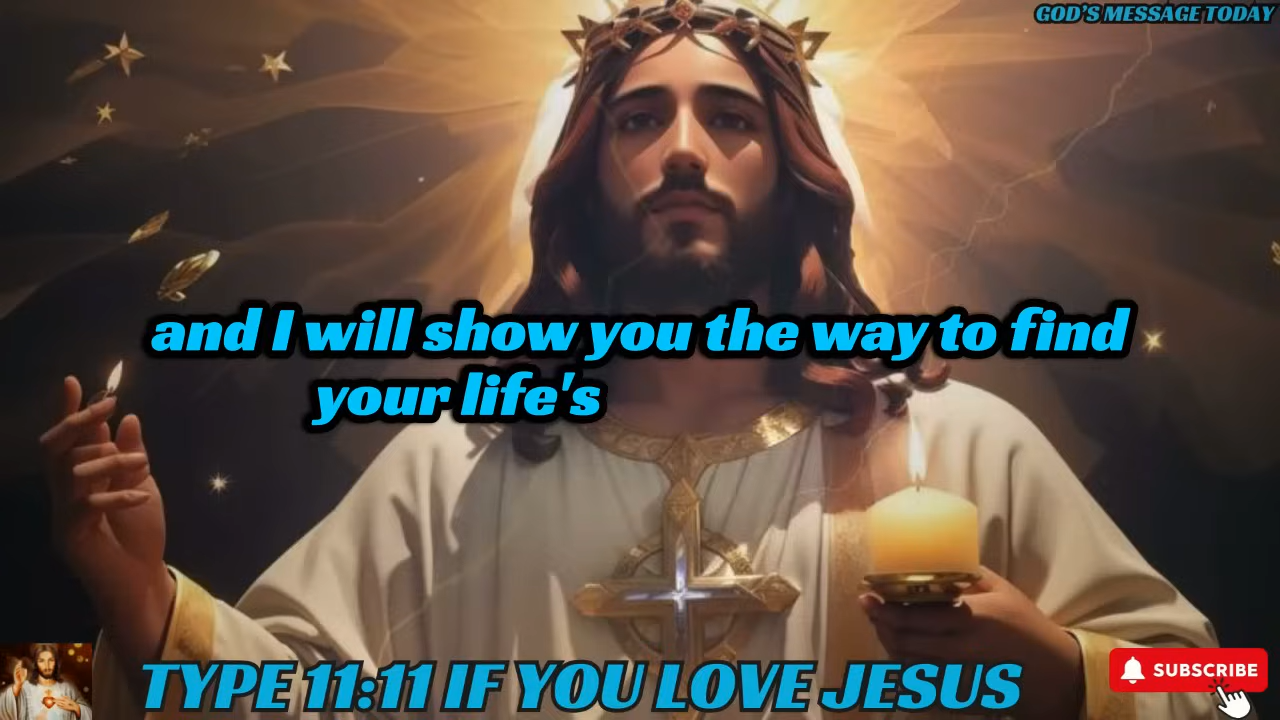 GOD'S MESSAGE TODAY
and I will show you the way to find
your life's
TYPE 11:11 IF YOU LOVE JESUS
SUBSCRIBE